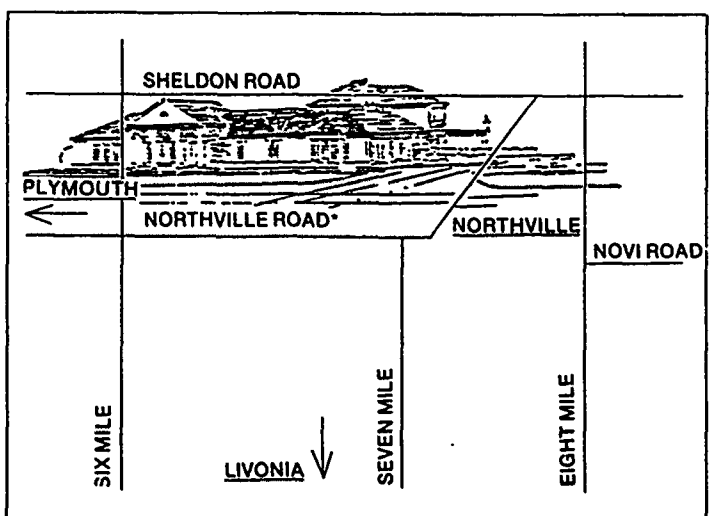 SHELDON ROAD
PLYMOUTH
NORTHVILLE ROAD*
NORTHVILLE
NOVI ROAD
SIX MILE
LIVONIA
SEVEN MILE
EIGHT MILE